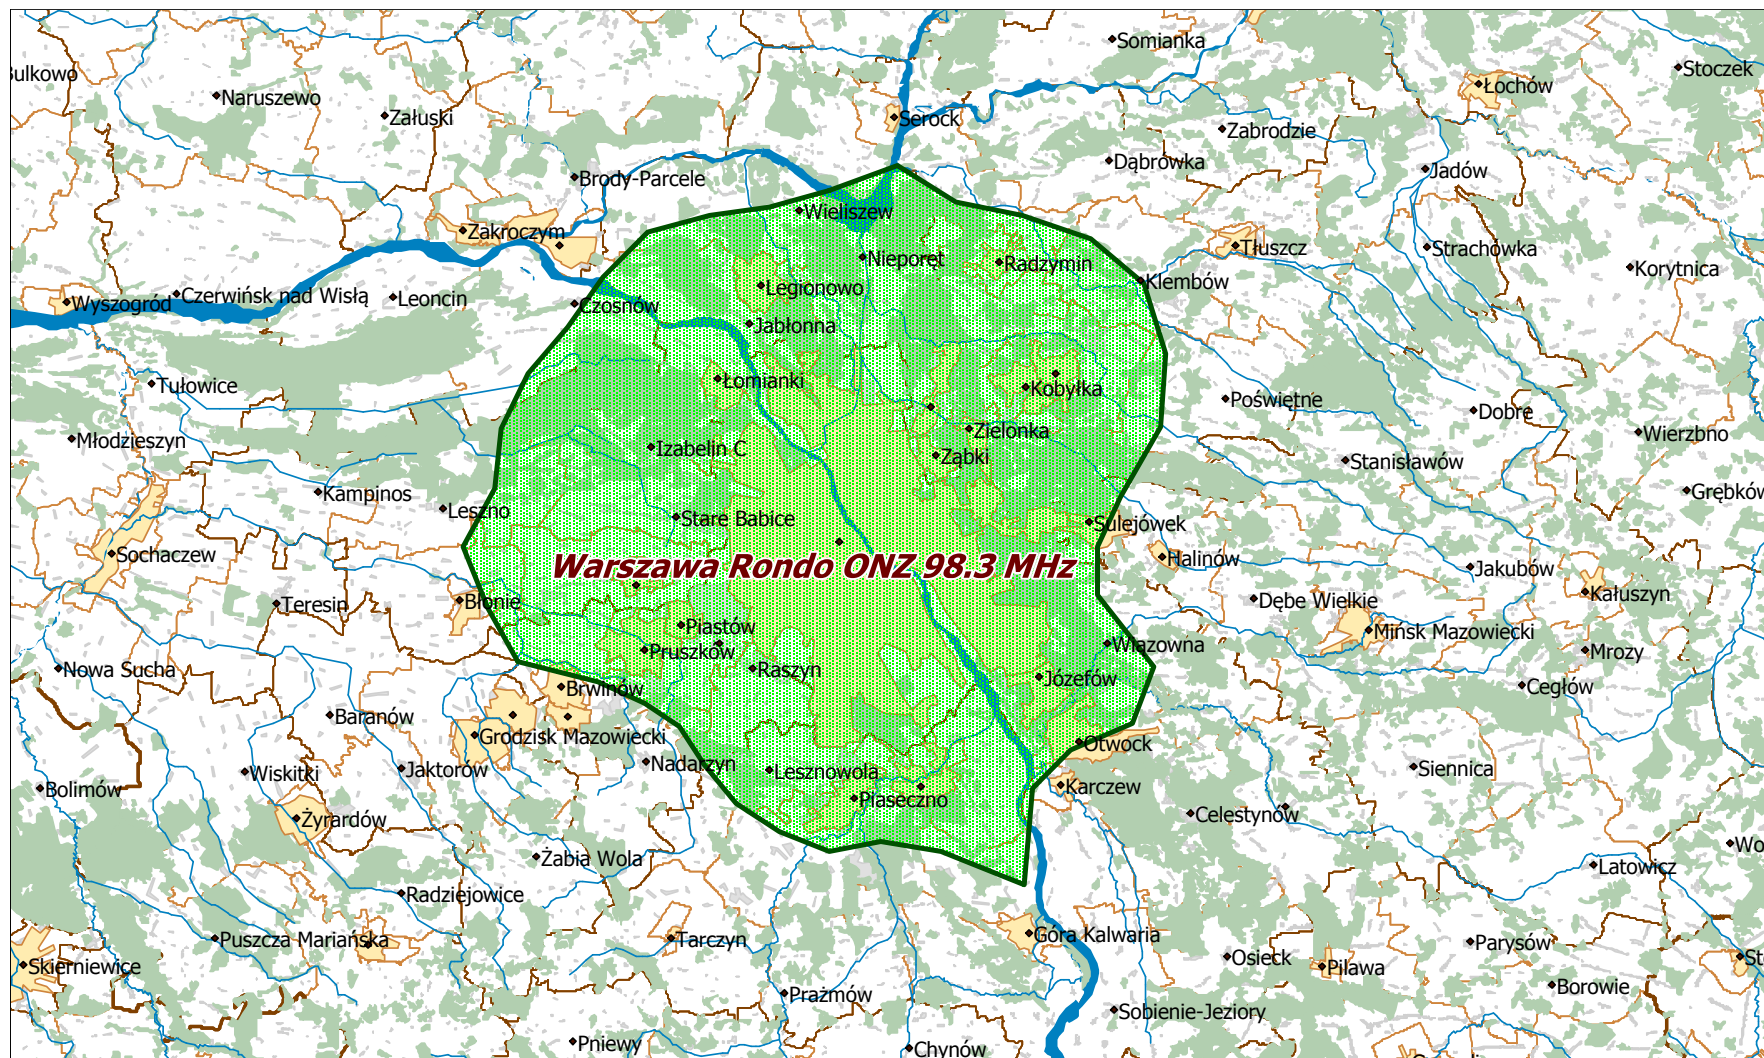 Somianka
Stoczek
Bulkowo
Łochów
Naruszewo
Załuski
Serock
Zabrodzie
Dąbrówka
Jadów
Brody-Parcele
Wieliszew
Zakroczym
Tłuszcz
Strachówka
Nieporęt
Radzymin
Korytnica
Klembów
Legionowo
Czerwińsk nad Wisłą
Leoncin
Wyszogród
Czosnów
Jabłonna
Łomianki
Tułowice
Kobyłka
Poświętne
Dobre
Zielonka
Wierzbno
Młodzieszyn
Izabelin C
Ząbki
Stanisławów
Kampinos
Grębków
Leszno
Stare Babice
Sulejówek
Sochaczew
Halinów
Warszawa Rondo ONZ 98.3 MHz
Jakubów
Kałuszyn
Błonie
Teresin
Dębe Wielkie
Piastów
Mińsk Mazowiecki
Wiązowna
Pruszków
Mrozy
Nowa Sucha
Raszyn
Józefów
Cegłów
Brwinów
Baranów
Grodzisk Mazowiecki
Otwock
Nadarzyn
Jaktorów
Wiskitki
Lesznowola
Siennica
Karczew
Bolimów
Piaseczno
Celestynów
Żyrardów
Wo
Żabia Wola
Latowicz
Radziejowice
Góra Kalwaria
Puszcza Mariańska
Tarczyn
Parysów
Osieck
St
Skierniewice
Pilawa
Borowie
Prażmów
Sobienie-Jeziory
Pniewy
Chynów